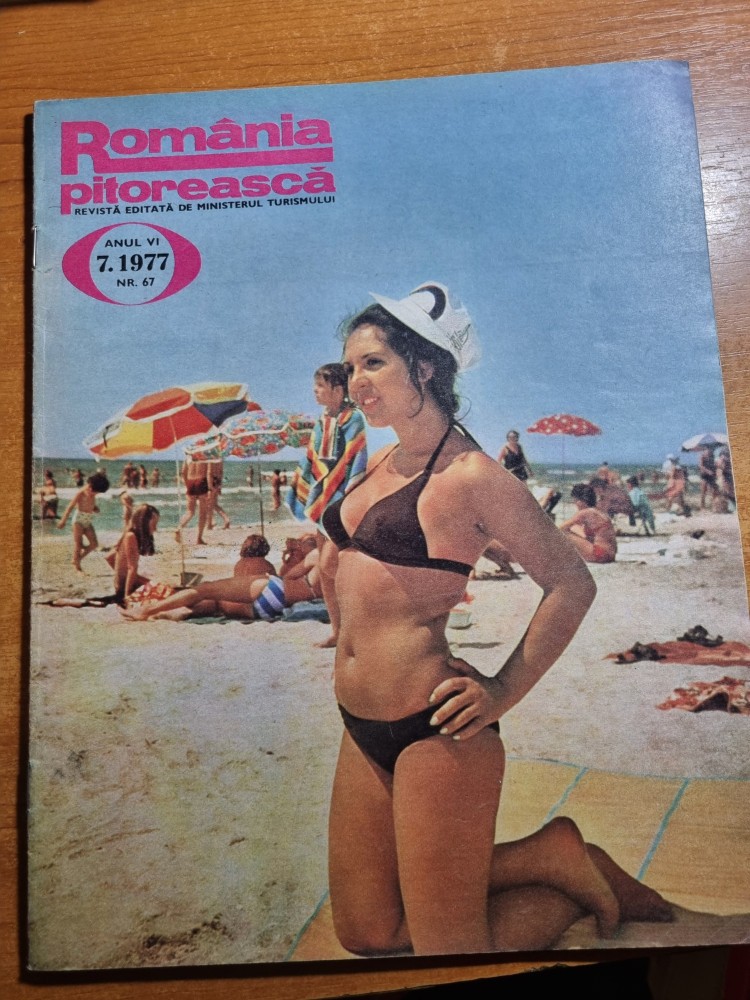 România
pitorească
REVISTĂ EDITATĂ DE MINISTERUL TURISMULUI
ANUL VI
7.1977
NR. 67